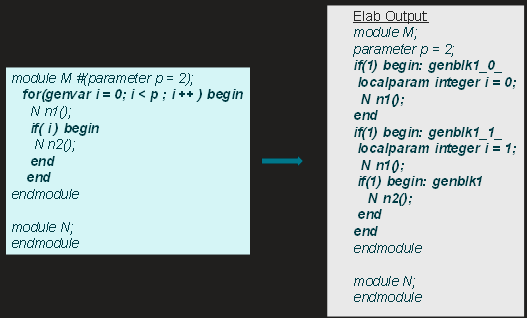 module M #(parameter p = 2);
for(genvar i = 0; i < p ; i ++ ) begin
N n1();
if( i ) begin
N n2();
end
end
endmodule
module N;
endmodule
Elab Output
module M;
parameter p = 2;
if(1) begin: genblk1_0_
localparam integer i = 0;
N n1();
end
if(1) begin: genblk1_1_
localparam integer i = 1;
N n1();
if(1) begin: genblk1
N n2();
end
end
endmodule
module N;
endmodule